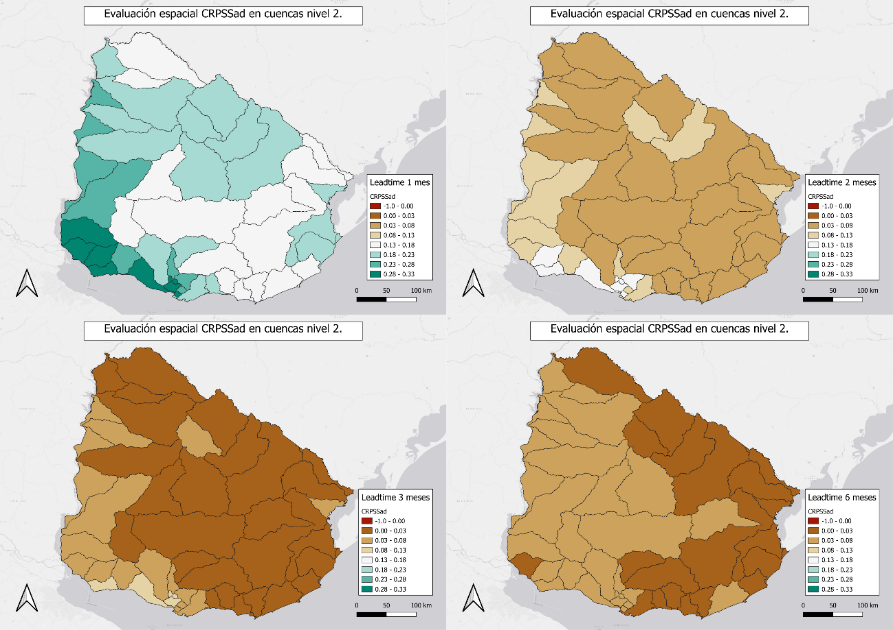 Evaluación espacial CRPSSad en cuencas nivel 2.
Leadtime 1 mes
CRPSSad
-1.0 - 0.00
0.00 - 0.03
0.03 - 0.08
0.08 - 0.13
0.13 - 0.18
0.18 - 0.23
0.23 - 0.28
0.28 - 0.33
0 50 100 km
Evaluación espacial CRPSSad en cuencas nivel 2.
Leadtime 2 meses
CRPSSad
-1.0 - 0.00
0.00 - 0.03
0.03 - 0.08
0.08 - 0.13
0.13 - 0.18
0.18 - 0.23
0.23 - 0.28
0.28 - 0.33
0 50 100 km
Evaluación espacial CRPSSad en cuencas nivel 2.
Leadtime 3 meses
CRPSSad
-1.0 - 0.00
0.00 - 0.03
0.03 - 0.08
0.08 - 0.13
0.13 - 0.18
0.18 - 0.23
0.23 - 0.28
0.28 - 0.33
0 50 100 km
Evaluación espacial CRPSSad en cuencas nivel 2.
Leadtime 6 meses
CRPSSad
-1.0 - 0.00
0.00 - 0.03
0.03 - 0.08
0.08 - 0.13
0.13 - 0.18
0.18 - 0.23
0.23 - 0.28
0.28 - 0.33
0 50 100 km